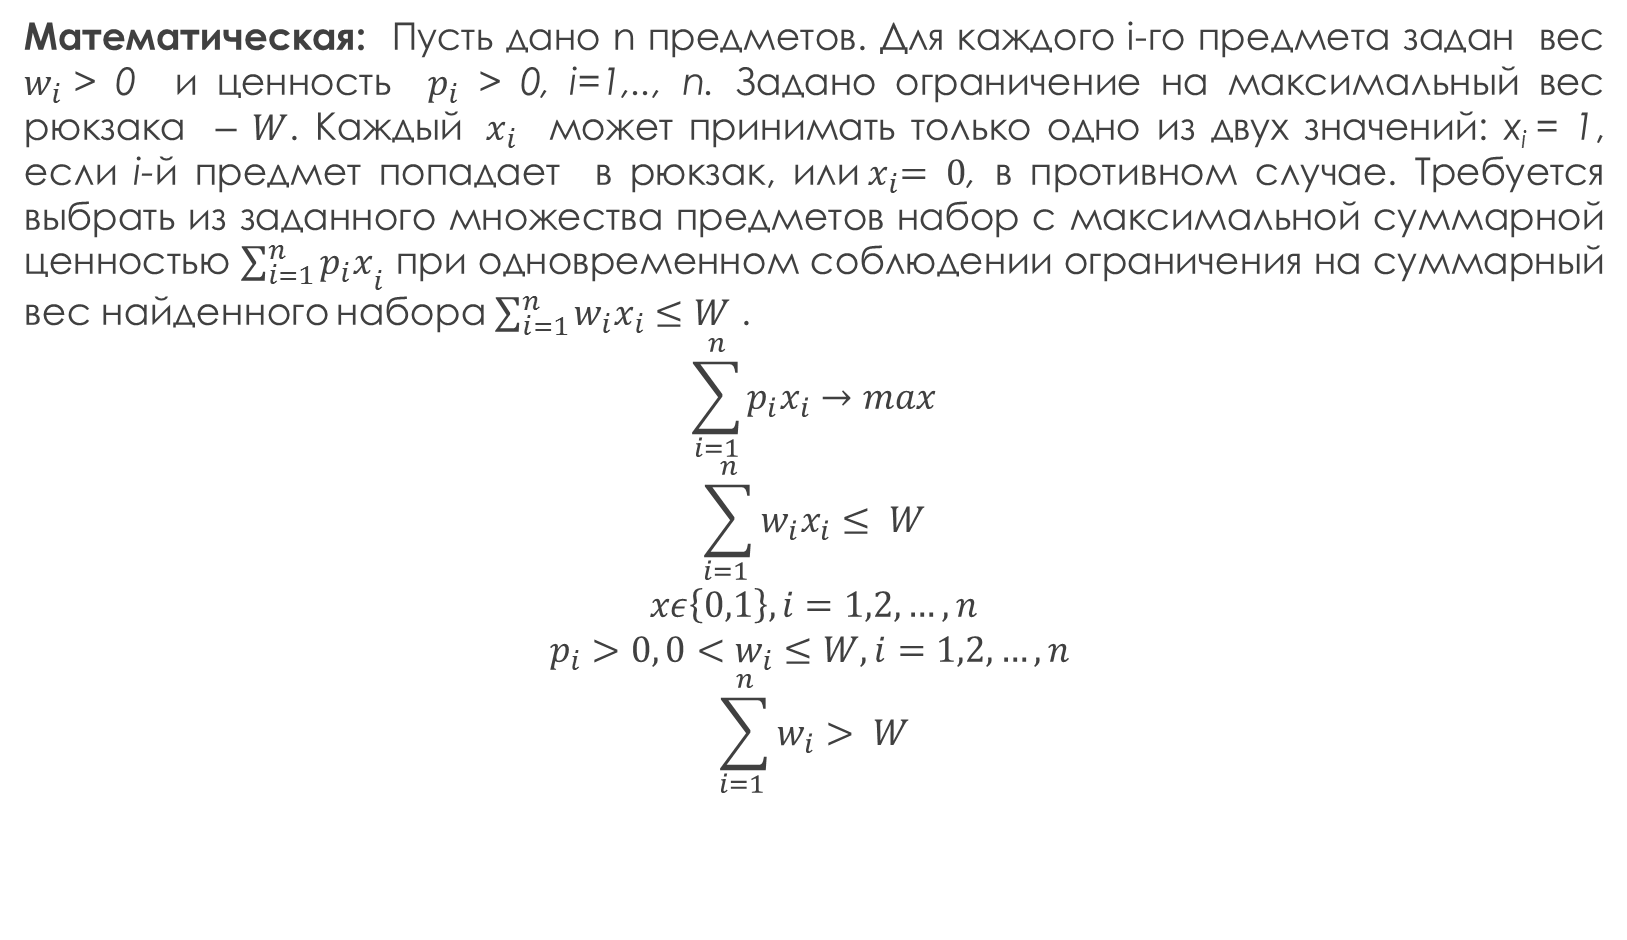 Математическая: Пусть дано n предметов. Для каждого i-го предмета задан вес
𝑤ᵢ > 0 и ценность 𝑝ᵢ > 0, i=1,.., n. Задано ограничение на максимальный вес
рюкзака – 𝑊. Каждый 𝑥ᵢ может принимать только одно из двух значений: xᵢ = 1,
если i-й предмет попадает в рюкзак, или 𝑥ᵢ= 0, в противном случае. Требуется
выбрать из заданного множества предметов набор с максимальной суммарной
ценностью ∑ⁿᵢ₌₁ 𝑝ᵢ𝑥ᵢ при одновременном соблюдении ограничения на суммарный
вес найденного набора ∑ⁿᵢ₌₁ 𝑤ᵢ𝑥ᵢ ≤ 𝑊 .
∑ⁿᵢ₌₁ 𝑝ᵢ𝑥ᵢ → 𝑚𝑎𝑥
∑ⁿᵢ₌₁ 𝑤ᵢ𝑥ᵢ ≤ 𝑊
𝑥𝜖{0,1}, 𝑖 = 1,2, … , 𝑛
𝑝ᵢ > 0, 0 < 𝑤ᵢ ≤ 𝑊, 𝑖 = 1,2, … , 𝑛
∑ⁿᵢ₌₁ 𝑤ᵢ > 𝑊